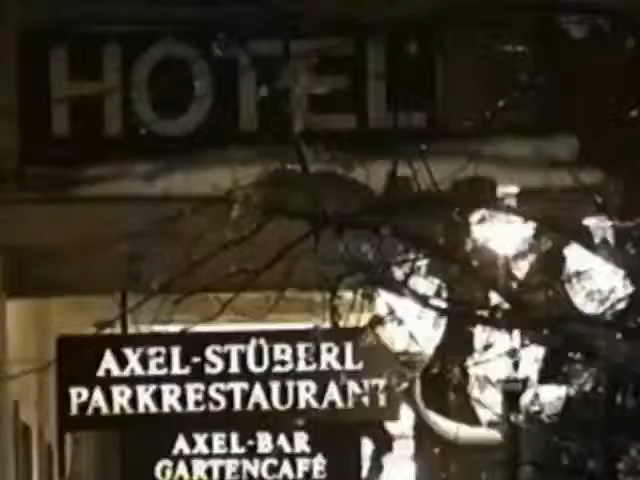 HOTEL
AXEL-STÜBERL
PARKRESTAURANT
AXEL-BAR
GARTENCAFÉ